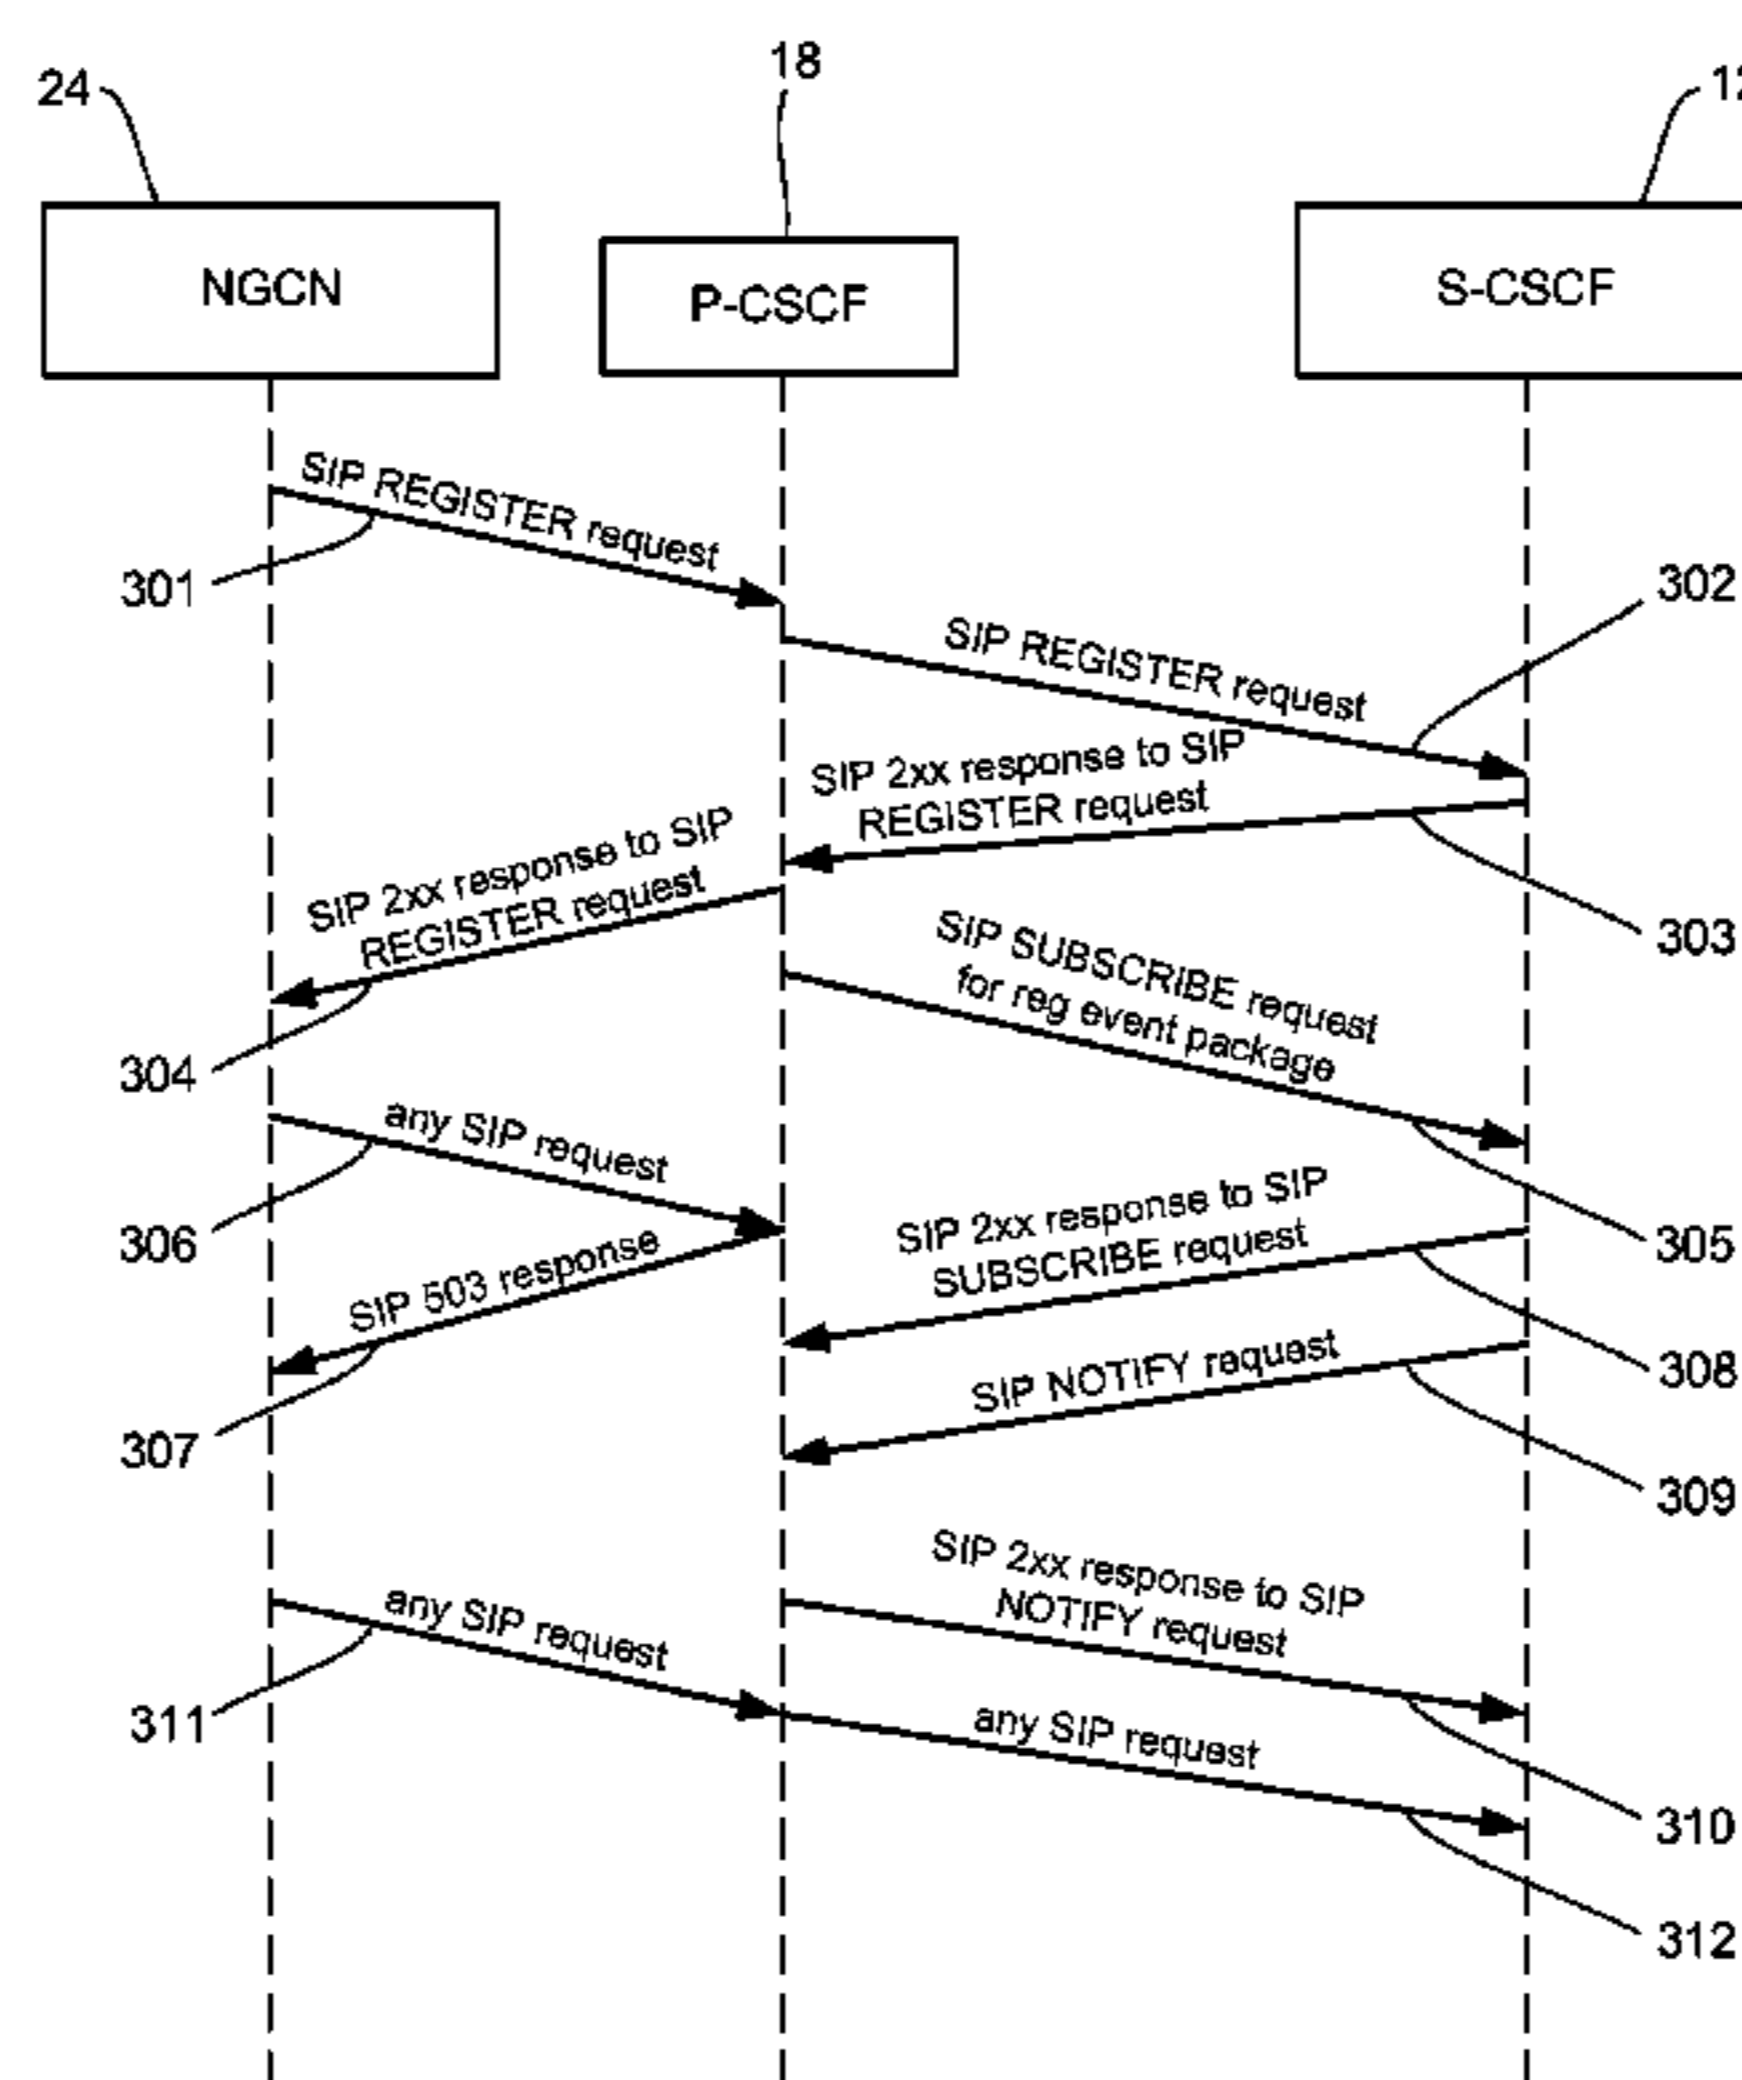 18
24
12
NGCN
P-CSCF
S-CSCF
SIP REGISTER request
301
302
SIP REGISTER request
SIP 2xx response to SIP
REGISTER request
303
SIP 2xx response to SIP
REGISTER request
304
SIP SUBSCRIBE request
for reg event package
305
any SIP request
306
SIP 503 response
307
SIP 2xx response to SIP
SUBSCRIBE request
308
SIP NOTIFY request
309
SIP 2xx response to SIP
NOTIFY request
310
any SIP request
311
any SIP request
312